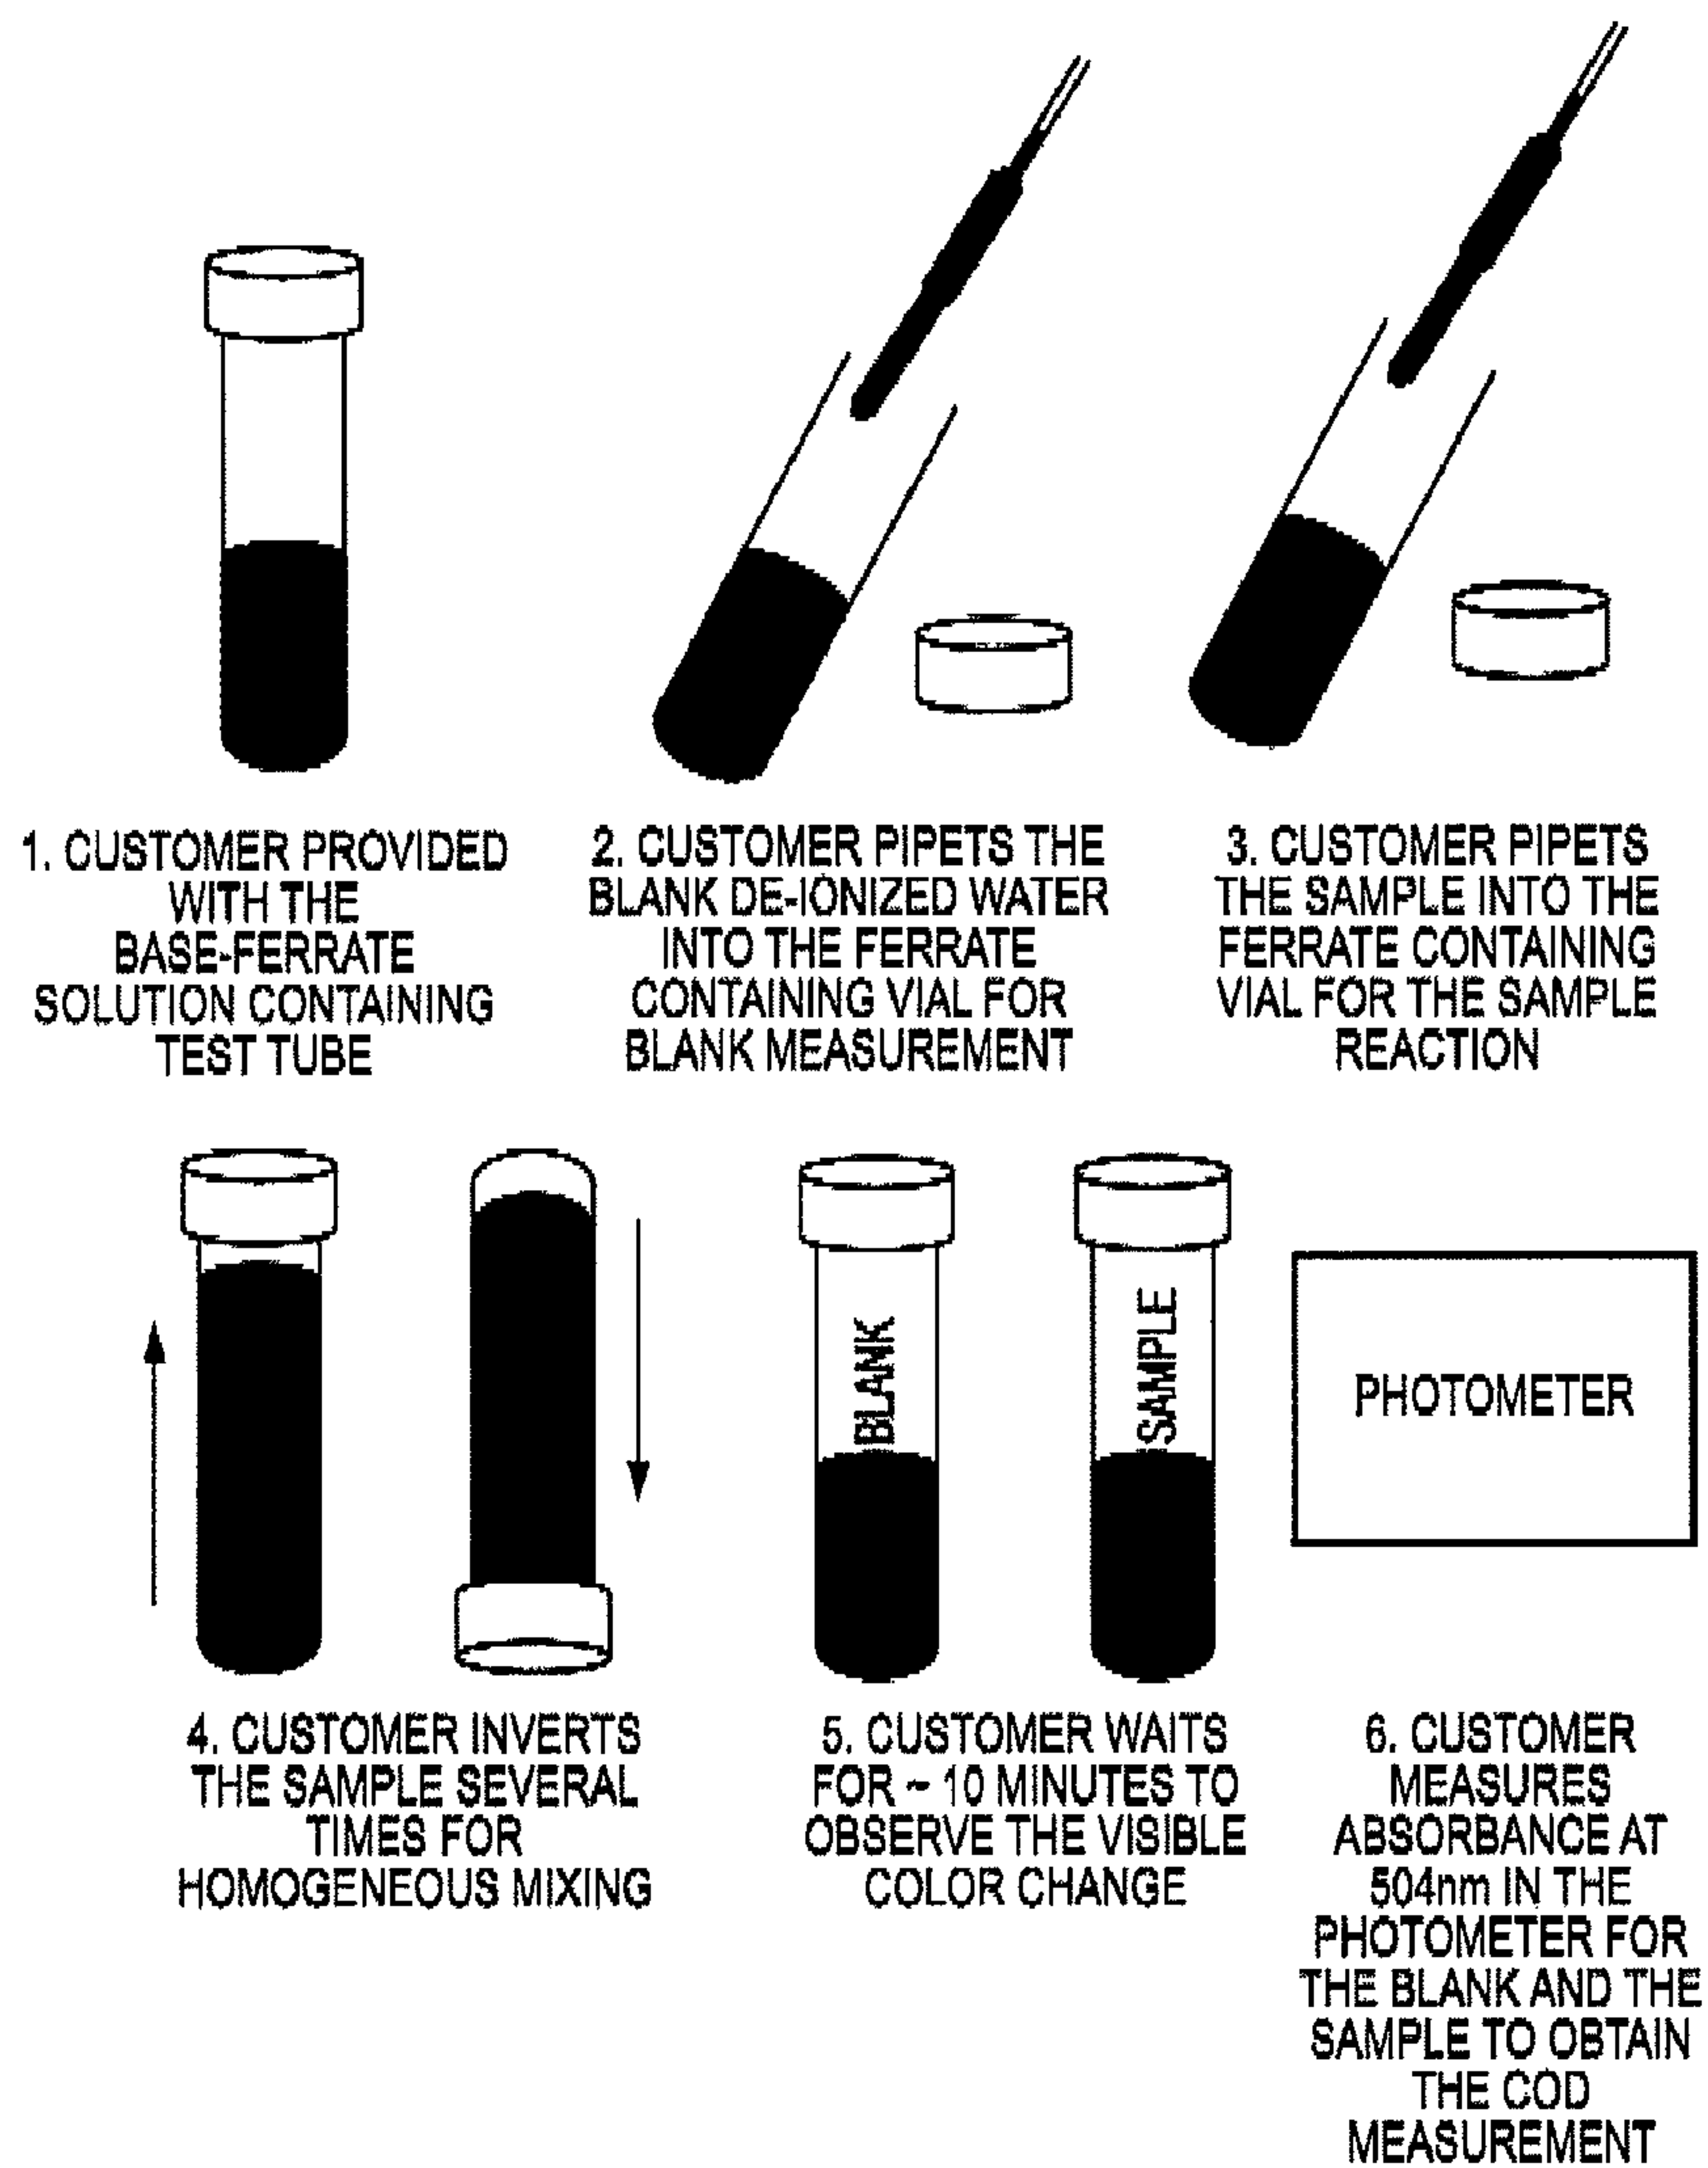 1. CUSTOMER PROVIDED
WITH THE
BASE-FERRATE
SOLUTION CONTAINING
TEST TUBE
2. CUSTOMER PIPETS THE
BLANK DE-IONIZED WATER
INTO THE FERRATE
CONTAINING VIAL FOR
BLANK MEASUREMENT
3. CUSTOMER PIPETS
THE SAMPLE INTO THE
FERRATE CONTAINING
VIAL FOR THE SAMPLE
REACTION
4. CUSTOMER INVERTS
THE SAMPLE SEVERAL
TIMES FOR
HOMOGENEOUS MIXING
BLANK
SAMPLE
5. CUSTOMER WAITS
FOR ~ 10 MINUTES TO
OBSERVE THE VISIBLE
COLOR CHANGE
PHOTOMETER
6. CUSTOMER
MEASURES
ABSORBANCE AT
504nm IN THE
PHOTOMETER FOR
THE BLANK AND THE
SAMPLE TO OBTAIN
THE COD
MEASUREMENT